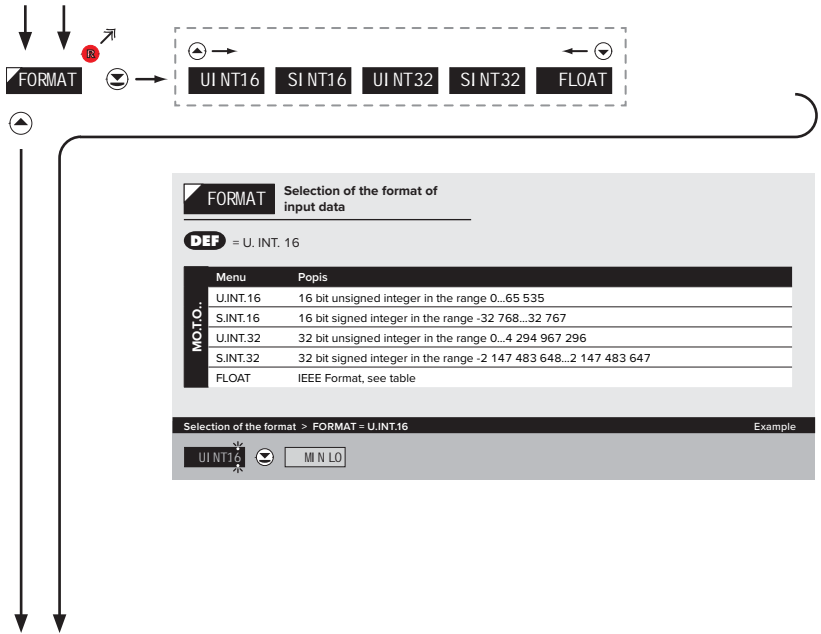 R
FORMAT
UINT16 SINT16 UINT32 SINT32 FLOAT
FORMAT
Selection of the format of
input data
DEF = U. INT. 16
MO.T.O..
Menu Popis
U.INT.16 16 bit unsigned integer in the range 0...65 535
S.INT.16 16 bit signed integer in the range -32 768...32 767
U.INT.32 32 bit unsigned integer in the range 0...4 294 967 296
S.INT.32 32 bit signed integer in the range -2 147 483 648...2 147 483 647
FLOAT IEEE Format, see table
Selection of the format > FORMAT = U.INT.16 Example
UINT16 MIN LO